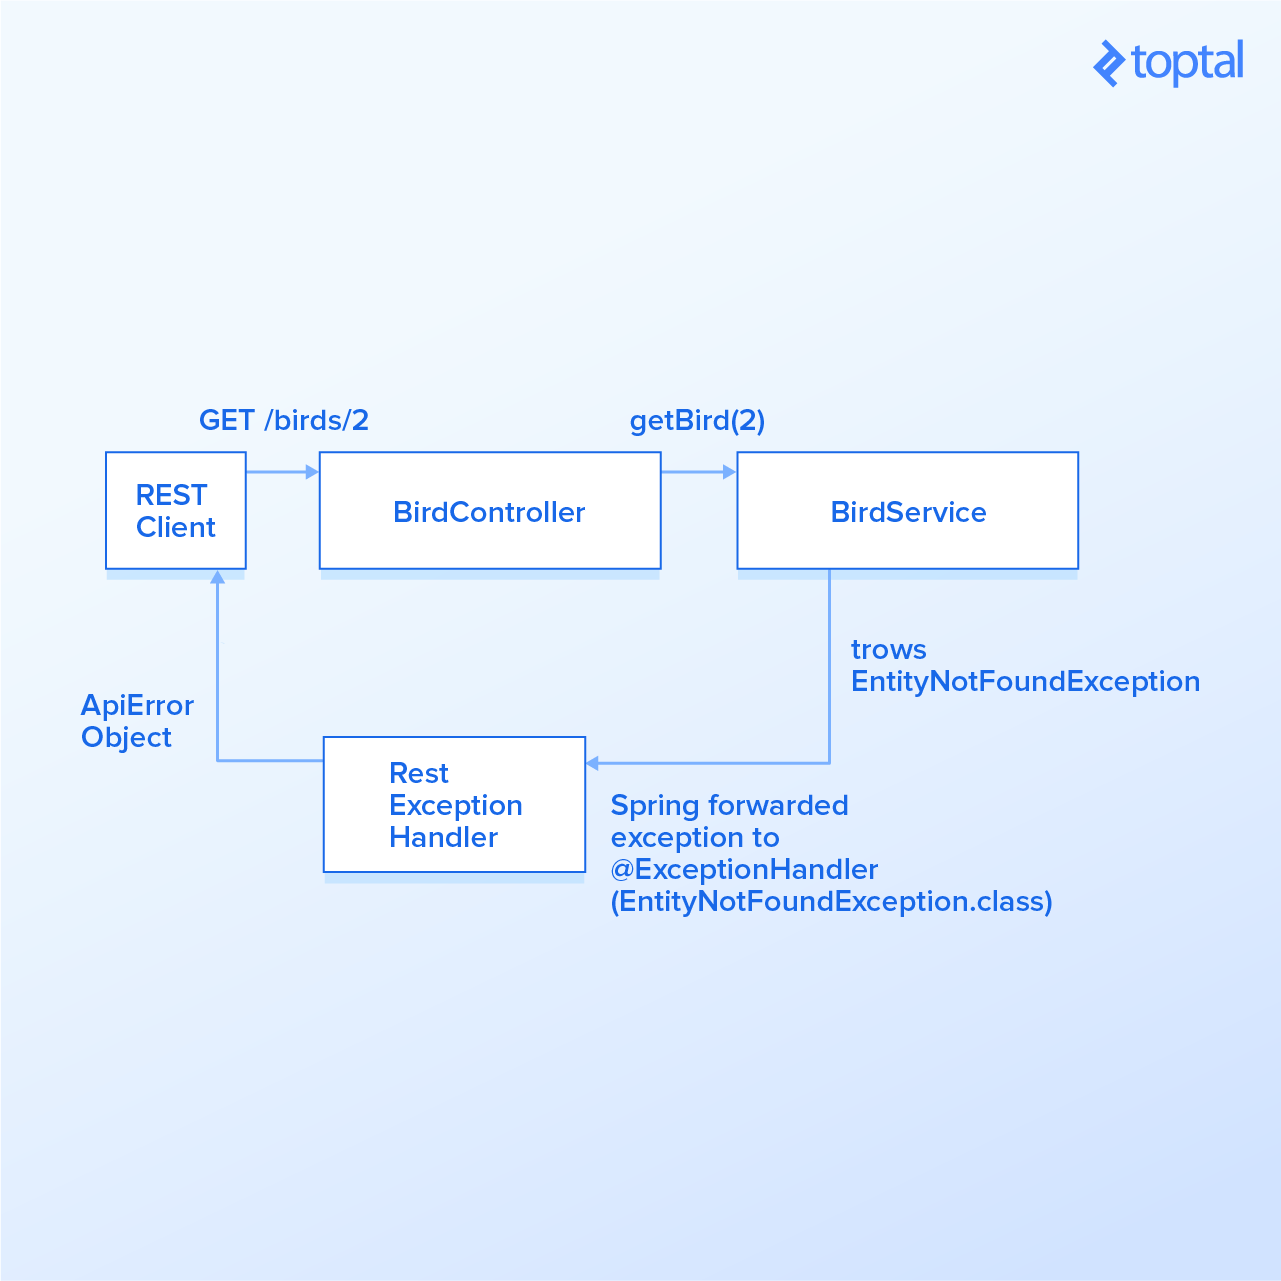 toptal
GET /birds/2
getBird(2)
REST
Client
BirdController
BirdService
trows
EntityNotFoundException
ApiError
Object
Rest
Exception
Handler
Spring forwarded
exception to
@ExceptionHandler
(EntityNotFoundException.class)